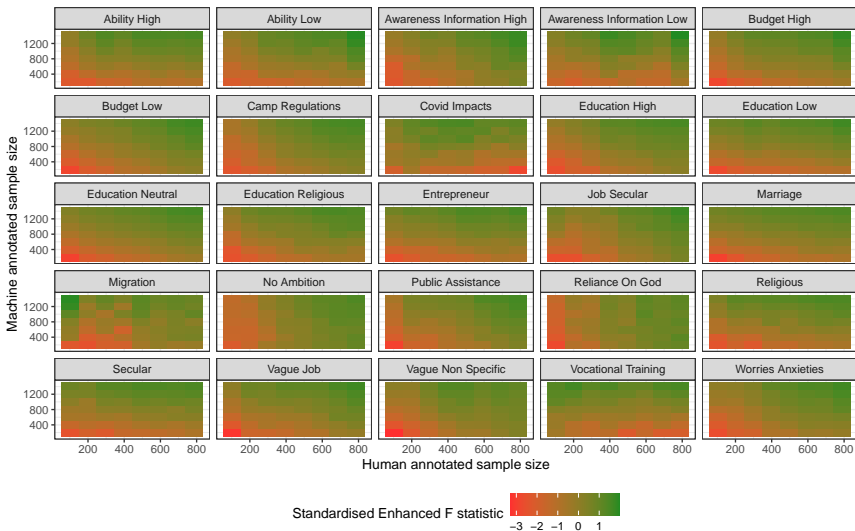 Ability High Ability Low Awareness Information High Awareness Information Low Budget High
1200
800
400
Budget Low Camp Regulations Covid Impacts Education High Education Low
1200
800
400
Education Neutral Education Religious Entrepreneur Job Secular Marriage
1200
800
400
Migration No Ambition Public Assistance Reliance On God Religious
1200
800
400
Secular Vague Job Vague Non Specific Vocational Training Worries Anxieties
1200
800
400
200 400 600 800 200 400 600 800 200 400 600 800 200 400 600 800 200 400 600 800
Machine annotated sample size
Human annotated sample size
Standardised Enhanced F statistic
−3 −2 −1 0 1